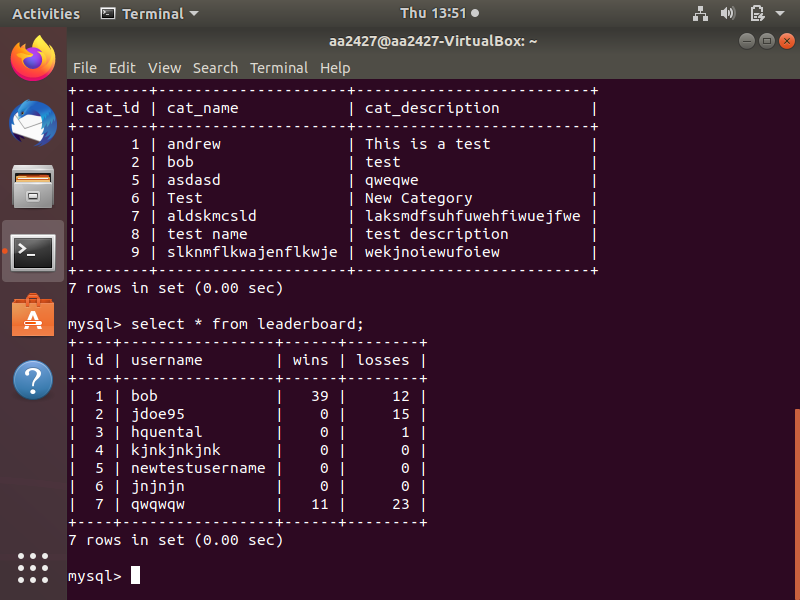 Activities Terminal Thu 13:51
aa2427@aa2427-VirtualBox: ~
File Edit View Search Terminal Help
+--------+---------------------+--------------------------+
| cat_id | cat_name            | cat_description          |
+--------+---------------------+--------------------------+
|      1 | andrew              | This is a test           |
|      2 | bob                 | test                     |
|      5 | asdasd              | qweqwe                   |
|      6 | Test                | New Category             |
|      7 | aldskmcsld          | laksmdfsuhfuwehfiwuejfwe |
|      8 | test name           | test description         |
|      9 | slknmflkwajenflkwje | wekjnoiewufoiew          |
+--------+---------------------+--------------------------+
7 rows in set (0.00 sec)
mysql> select * from leaderboard;
+----+-----------------+------+--------+
| id | username        | wins | losses |
+----+-----------------+------+--------+
|  1 | bob             |   39 |     12 |
|  2 | jdoe95          |    0 |     15 |
|  3 | hquental        |    0 |      1 |
|  4 | kjnkjnkjnk      |    0 |      0 |
|  5 | newtestusername |    0 |      0 |
|  6 | jnjnjn          |    0 |      0 |
|  7 | qwqwqw          |   11 |     23 |
+----+-----------------+------+--------+
7 rows in set (0.00 sec)
mysql>